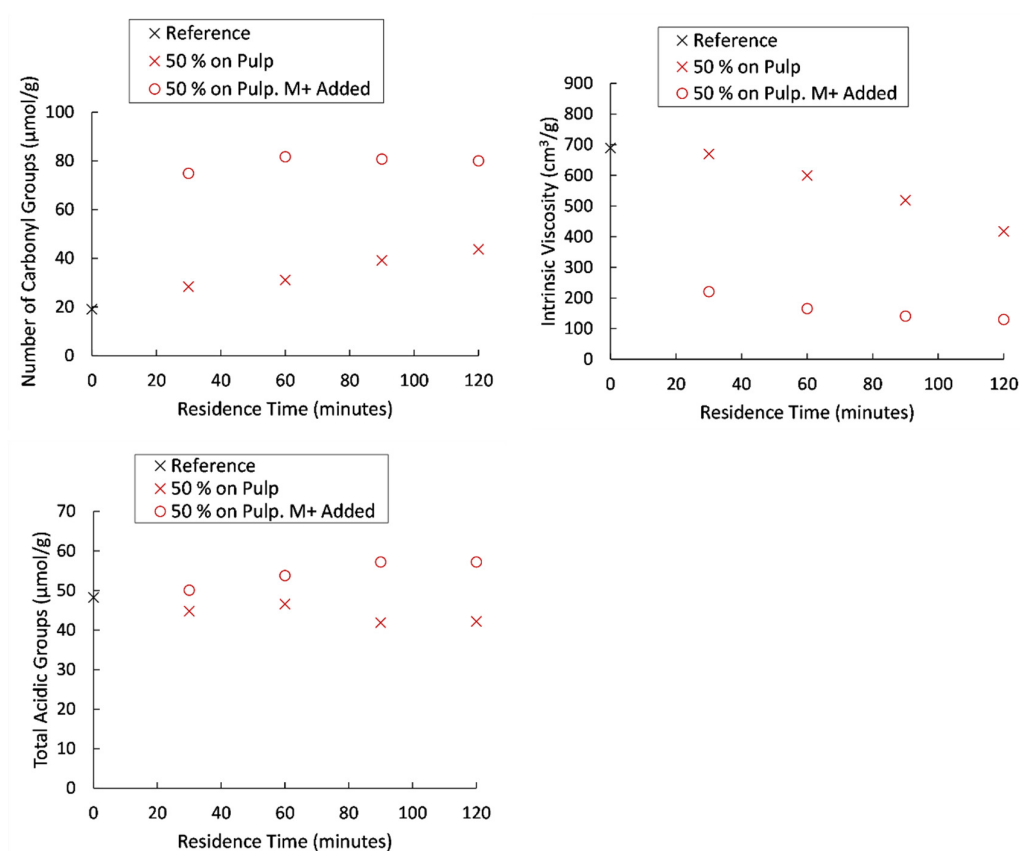 × Reference
× 50 % on Pulp
○ 50 % on Pulp. M+ Added
Number of Carbonyl Groups (µmol/g)
100
80
60
40
20
0
0 20 40 60 80 100 120
Residence Time (minutes)
× Reference
× 50 % on Pulp
○ 50 % on Pulp. M+ Added
Intrinsic Viscosity (cm³/g)
900
800
700
600
500
400
300
200
100
0
0 20 40 60 80 100 120
Residence Time (minutes)
× Reference
× 50 % on Pulp
○ 50 % on Pulp. M+ Added
Total Acidic Groups (µmol/g)
70
60
50
40
30
20
10
0
0 20 40 60 80 100 120
Residence Time (minutes)